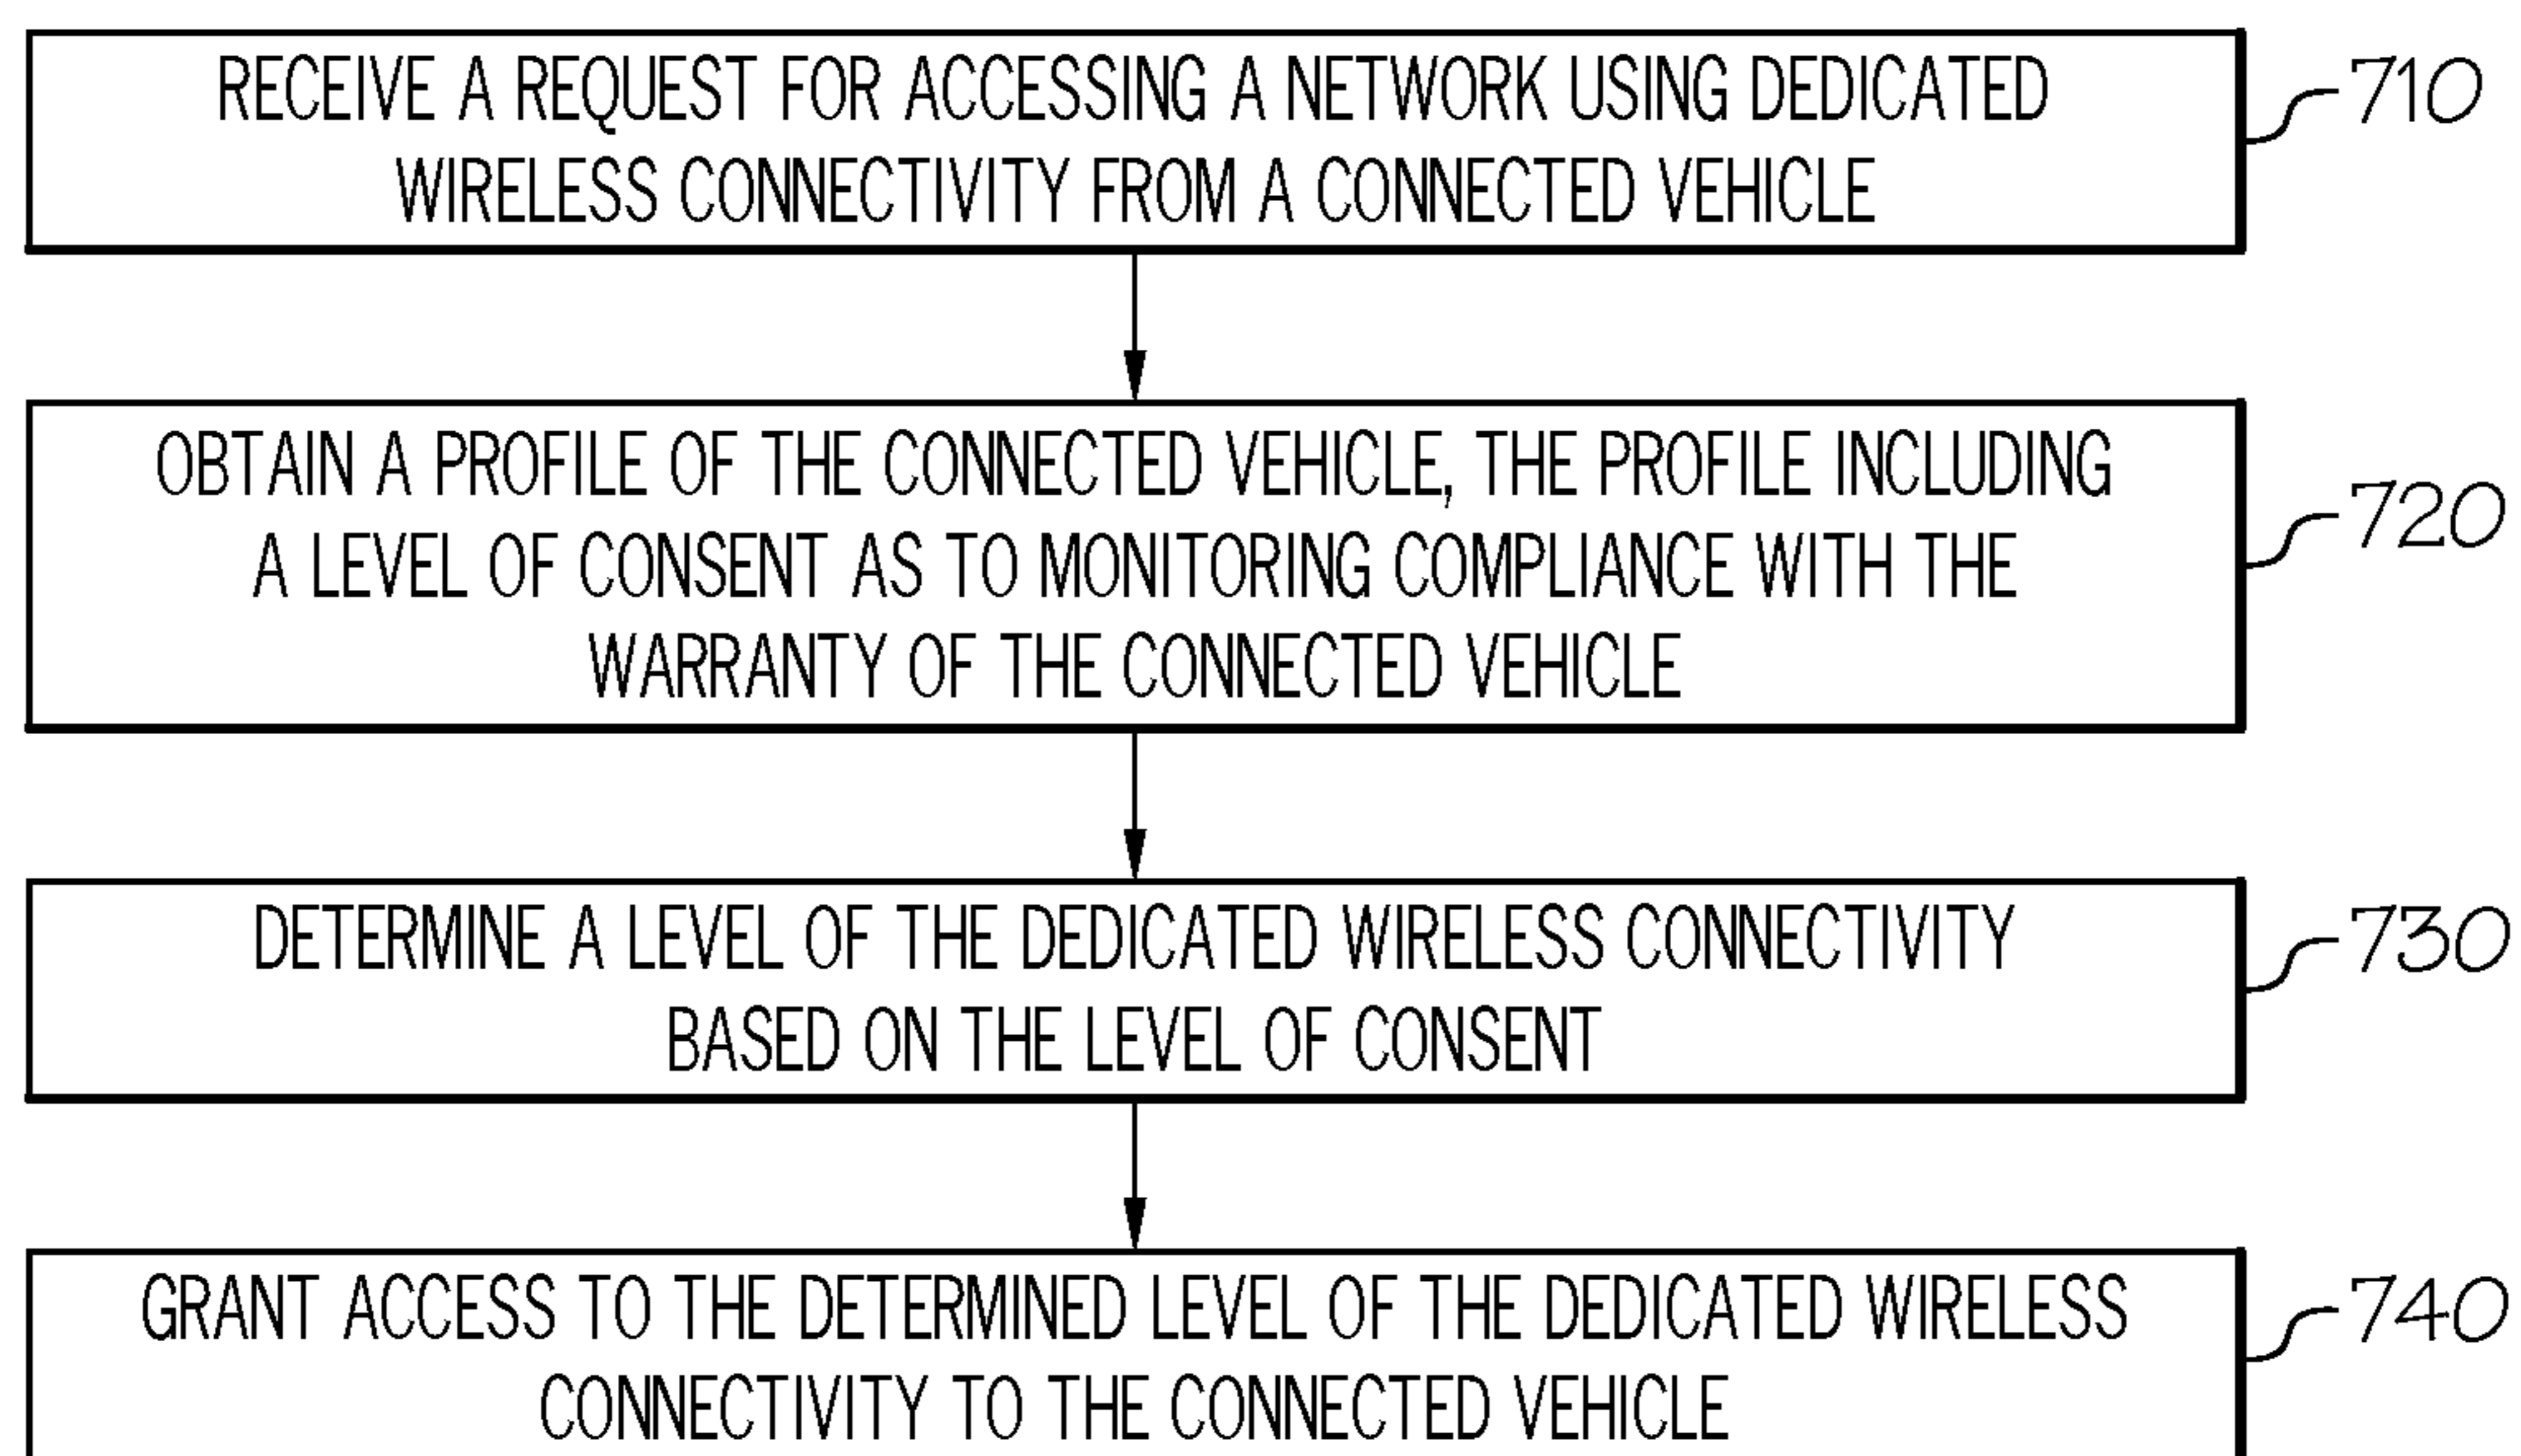 RECEIVE A REQUEST FOR ACCESSING A NETWORK USING DEDICATED
WIRELESS CONNECTIVITY FROM A CONNECTED VEHICLE
710
OBTAIN A PROFILE OF THE CONNECTED VEHICLE, THE PROFILE INCLUDING
A LEVEL OF CONSENT AS TO MONITORING COMPLIANCE WITH THE
WARRANTY OF THE CONNECTED VEHICLE
720
DETERMINE A LEVEL OF THE DEDICATED WIRELESS CONNECTIVITY
BASED ON THE LEVEL OF CONSENT
730
GRANT ACCESS TO THE DETERMINED LEVEL OF THE DEDICATED WIRELESS
CONNECTIVITY TO THE CONNECTED VEHICLE
740